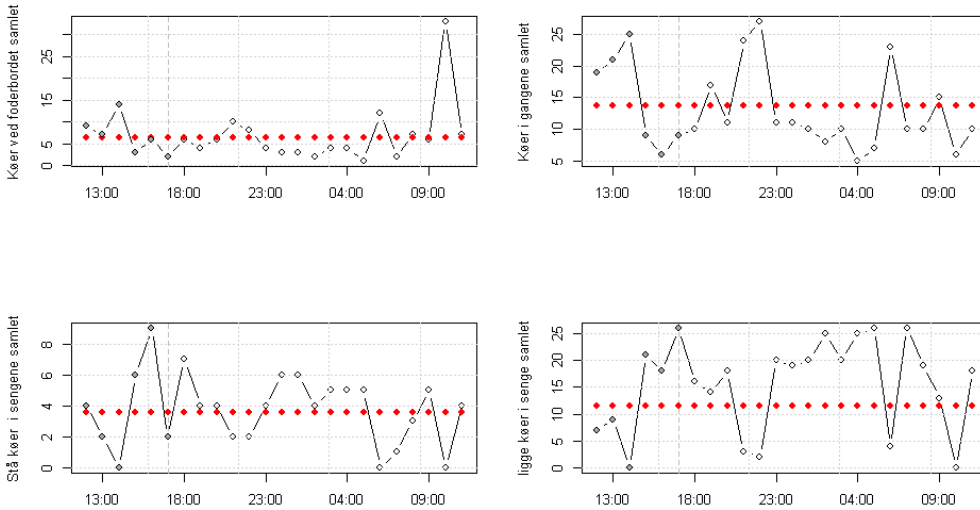 Køer ved foderbordet samlet
0 5 15 25
13:00 18:00 23:00 04:00 09:00
Køer i gangene samlet
5 10 15 20 25
13:00 18:00 23:00 04:00 09:00
Stå køer i sengene samlet
0 2 4 6 8
13:00 18:00 23:00 04:00 09:00
ligge køer i senge samlet
0 5 10 15 20 25
13:00 18:00 23:00 04:00 09:00